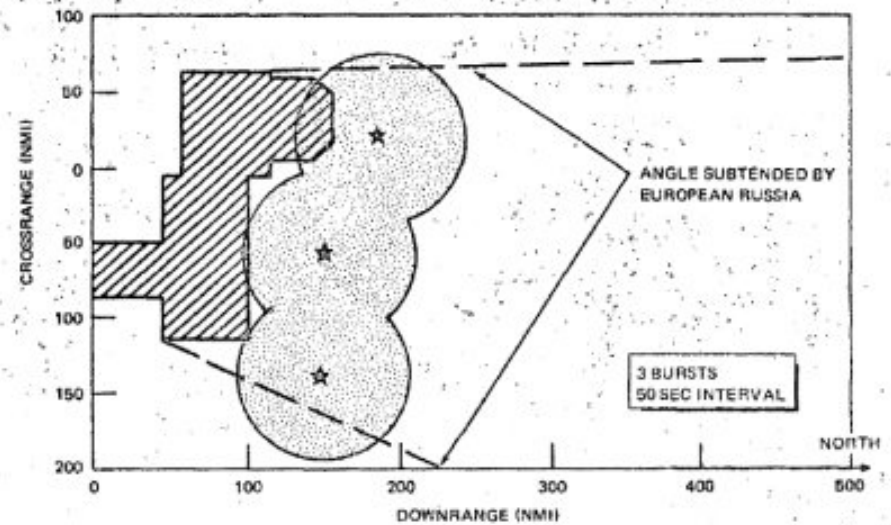 100
50
0
50
100
150
200
CROSSRANGE (NMI)
ANGLE SUBTENDED BY
EUROPEAN RUSSIA
3 BURSTS
50 SEC INTERVAL
NORTH
0
100
200
300
400
500
DOWNRANGE (NMI)